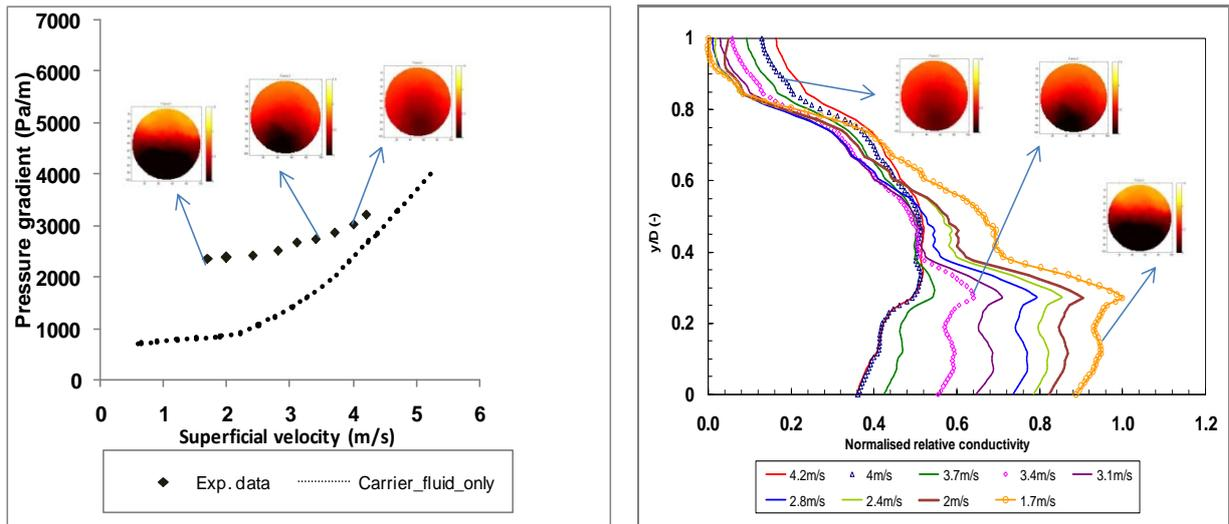 7000
6000
5000
4000
3000
2000
1000
0
Pressure gradient (Pa/m)
0 1 2 3 4 5 6
Superficial velocity (m/s)
Exp. data
Carrier_fluid_only
1
0.8
0.6
0.4
0.2
0
y/D (-)
0.0 0.2 0.4 0.6 0.8 1.0 1.2
Normalised relative conductivity
4.2m/s 4m/s 3.7m/s 3.4m/s 3.1m/s
2.8m/s 2.4m/s 2m/s 1.7m/s